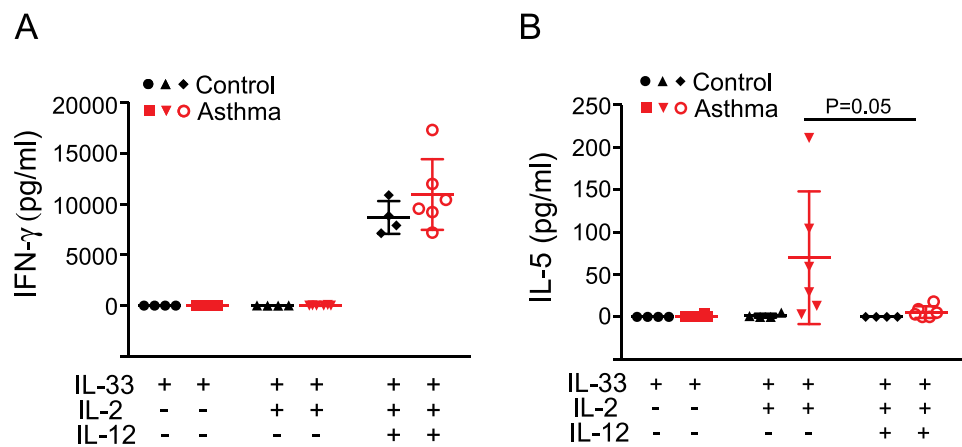 A
Control
Asthma
IFN-γ (pg/ml)
20000
15000
10000
5000
0
IL-33 + + + + + +
IL-2 - - + + + +
IL-12 - - - - + +
B
Control
Asthma
P=0.05
IL-5 (pg/ml)
250
200
150
100
50
0
IL-33 + + + + + +
IL-2 - - + + + +
IL-12 - - - - + +